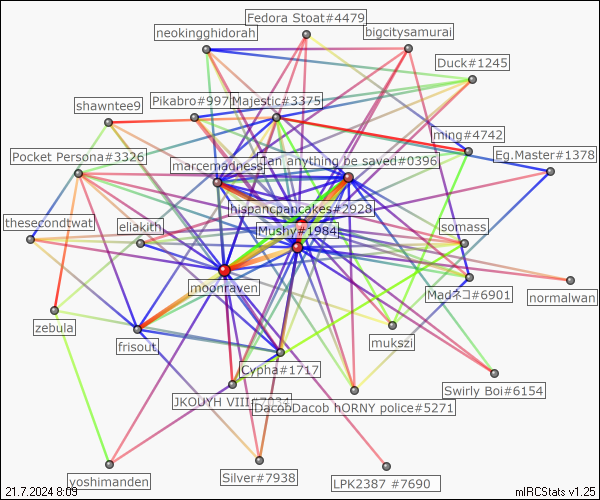 Fedora Stoat#4479
neokingghidorah
bigcitysamurai
Duck#1245
shawntee9
Pikabro#997
Majestic#3375
ming#4742
Pocket Persona#3326
marcemadness
an anything be saved#0396
Eg.Master#1378
hispancpancakes#2928
thesecondtwat
eliakith
Mushy#1984
somass
moonraven
Madネコ#6901
normalwan
zebula
frisout
mukszi
Cypha#1717
Swirly Boi#6154
JKOUYH VIII
DacobDacob hORNY police#5271
yoshimanden
Silver#7938
LPK2387 #7690
21.7.2024 8:09
mIRCStats v1.25